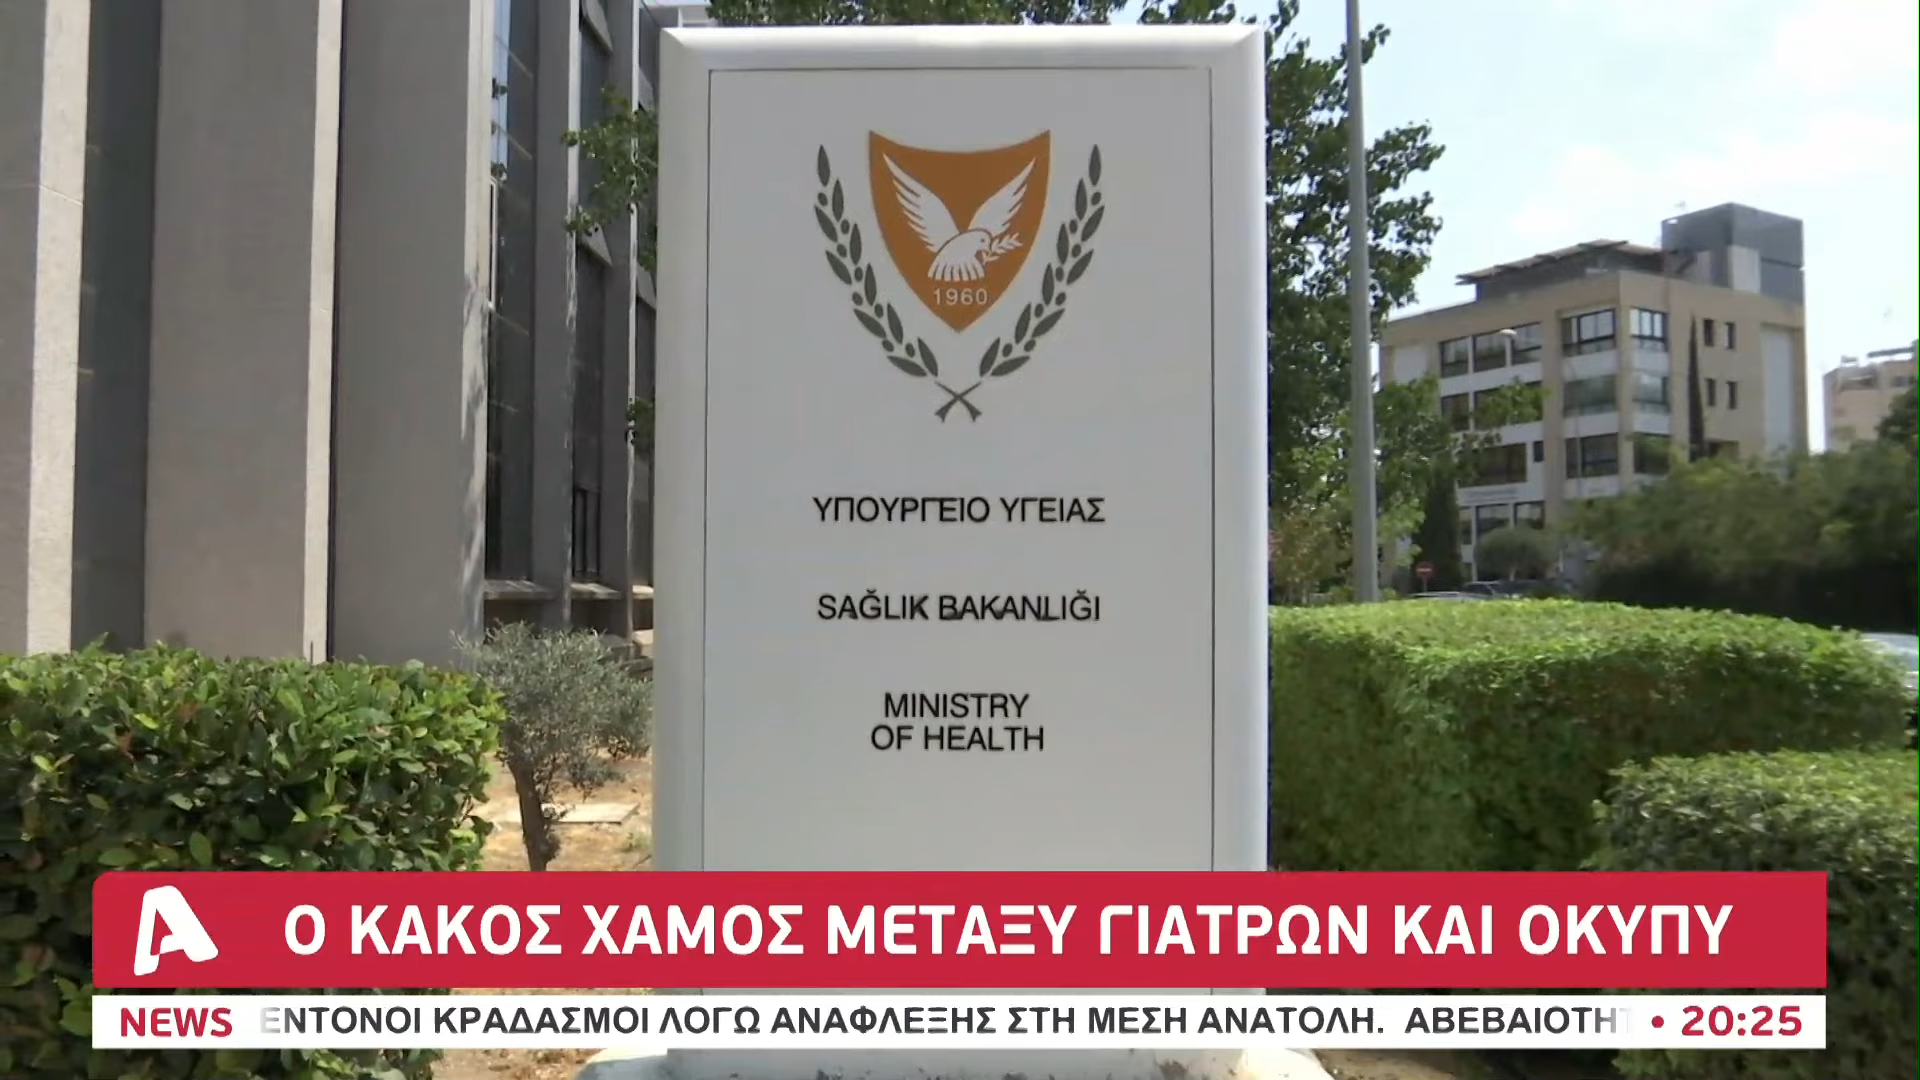 1960
ΥΠΟΥΡΓΕΙΟ ΥΓΕΙΑΣ
SAĞLIK BAKANLIĞI
MINISTRY
OF HEALTH
Ο ΚΑΚΟΣ ΧΑΜΟΣ ΜΕΤΑΞΥ ΓΙΑΤΡΩΝ ΚΑΙ ΟΚΥΠΥ
NEWS ΕΝΤΟΝΟΙ ΚΡΑΔΑΣΜΟΙ ΛΟΓΩ ΑΝΑΦΛΕΞΗΣ ΣΤΗ ΜΕΣΗ ΑΝΑΤΟΛΗ. • 20:25